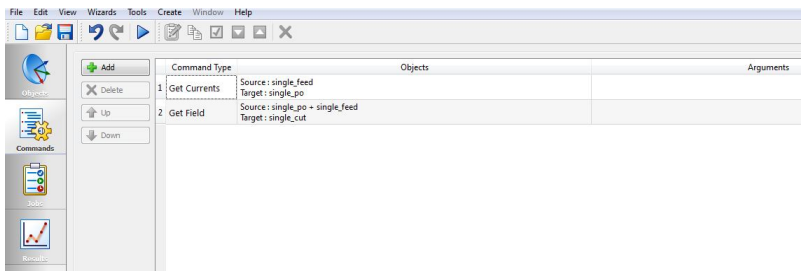 File Edit View Wizards Tools Create Window Help
Objects
Commands
Jobs
Results
Add
Delete
Up
Down
Command Type Objects Arguments
1 Get Currents Source : single_feed
Target : single_po
2 Get Field Source : single_po + single_feed
Target : single_cut